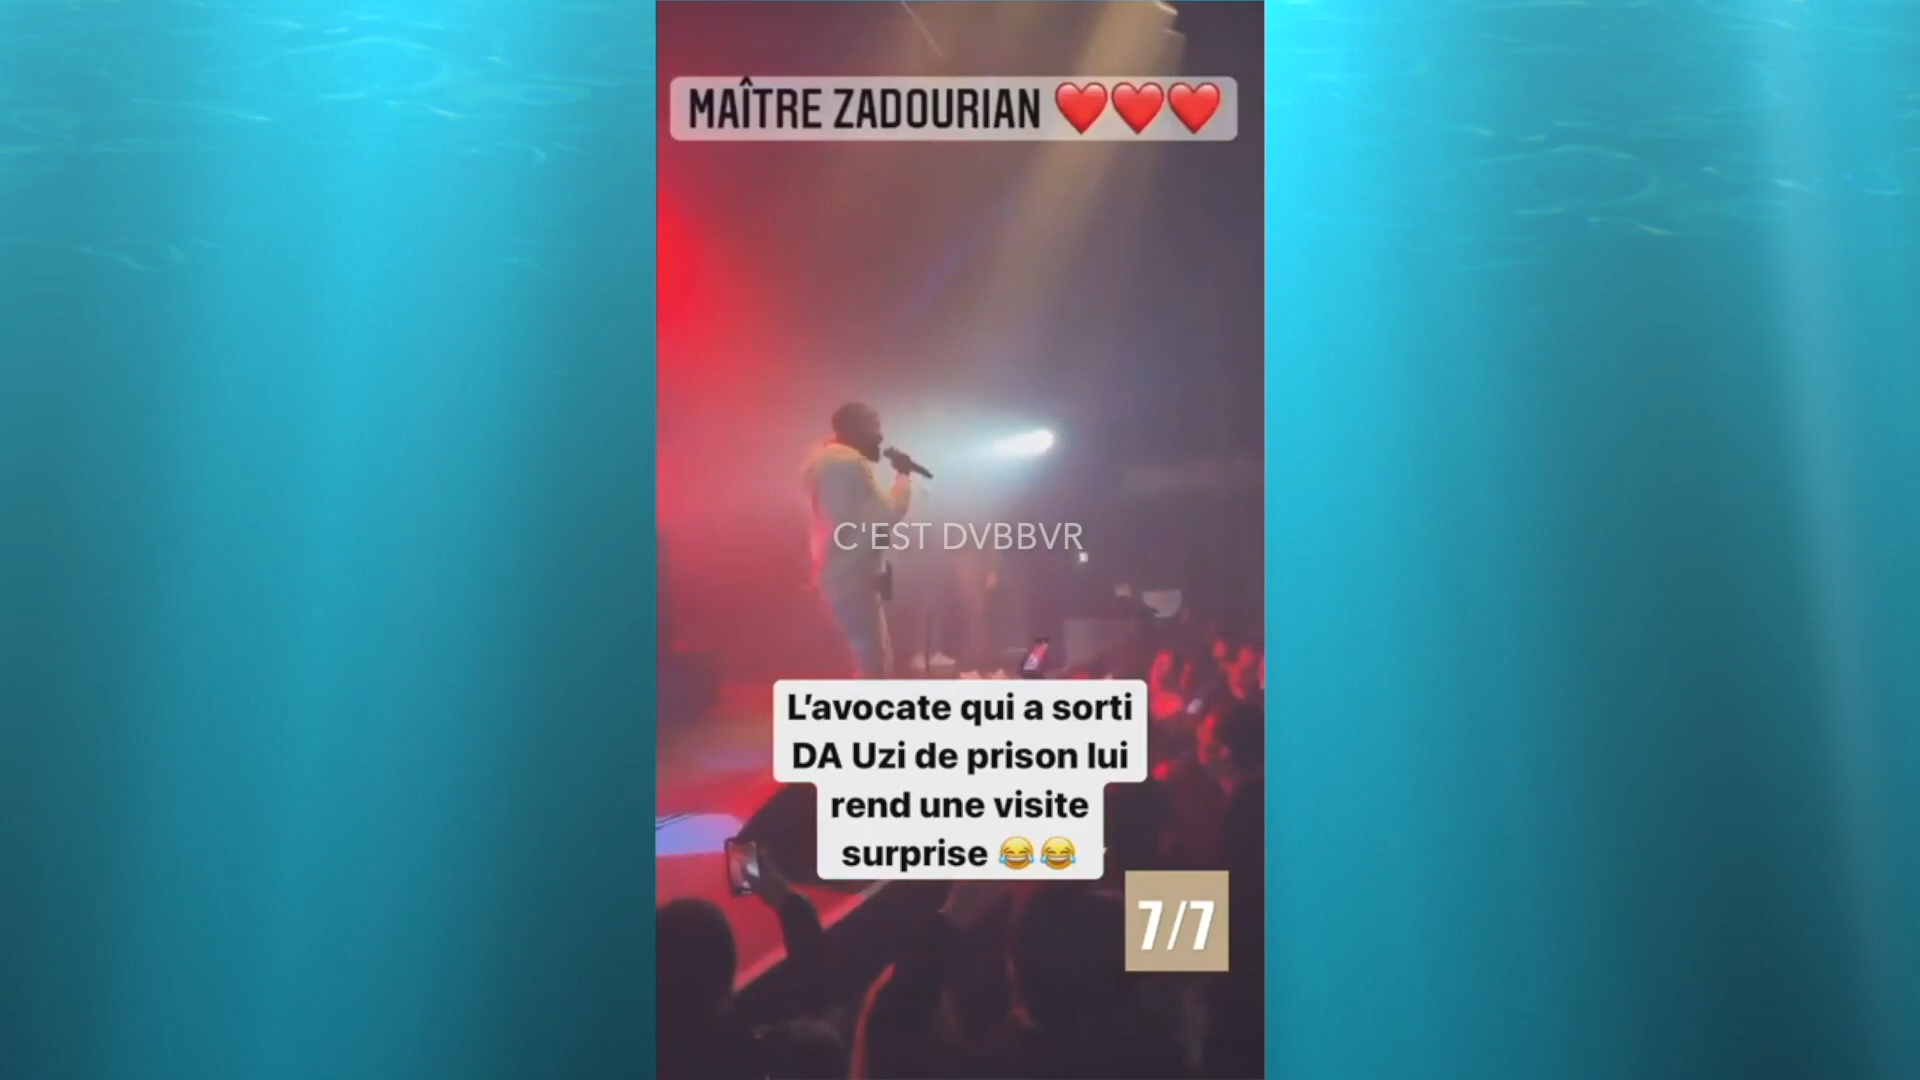 MAÎTRE ZADOURIAN ❤️❤️❤️
C'EST DVBBVR
L’avocate qui a sorti
DA Uzi de prison lui
rend une visite
surprise 😂😂
7/7